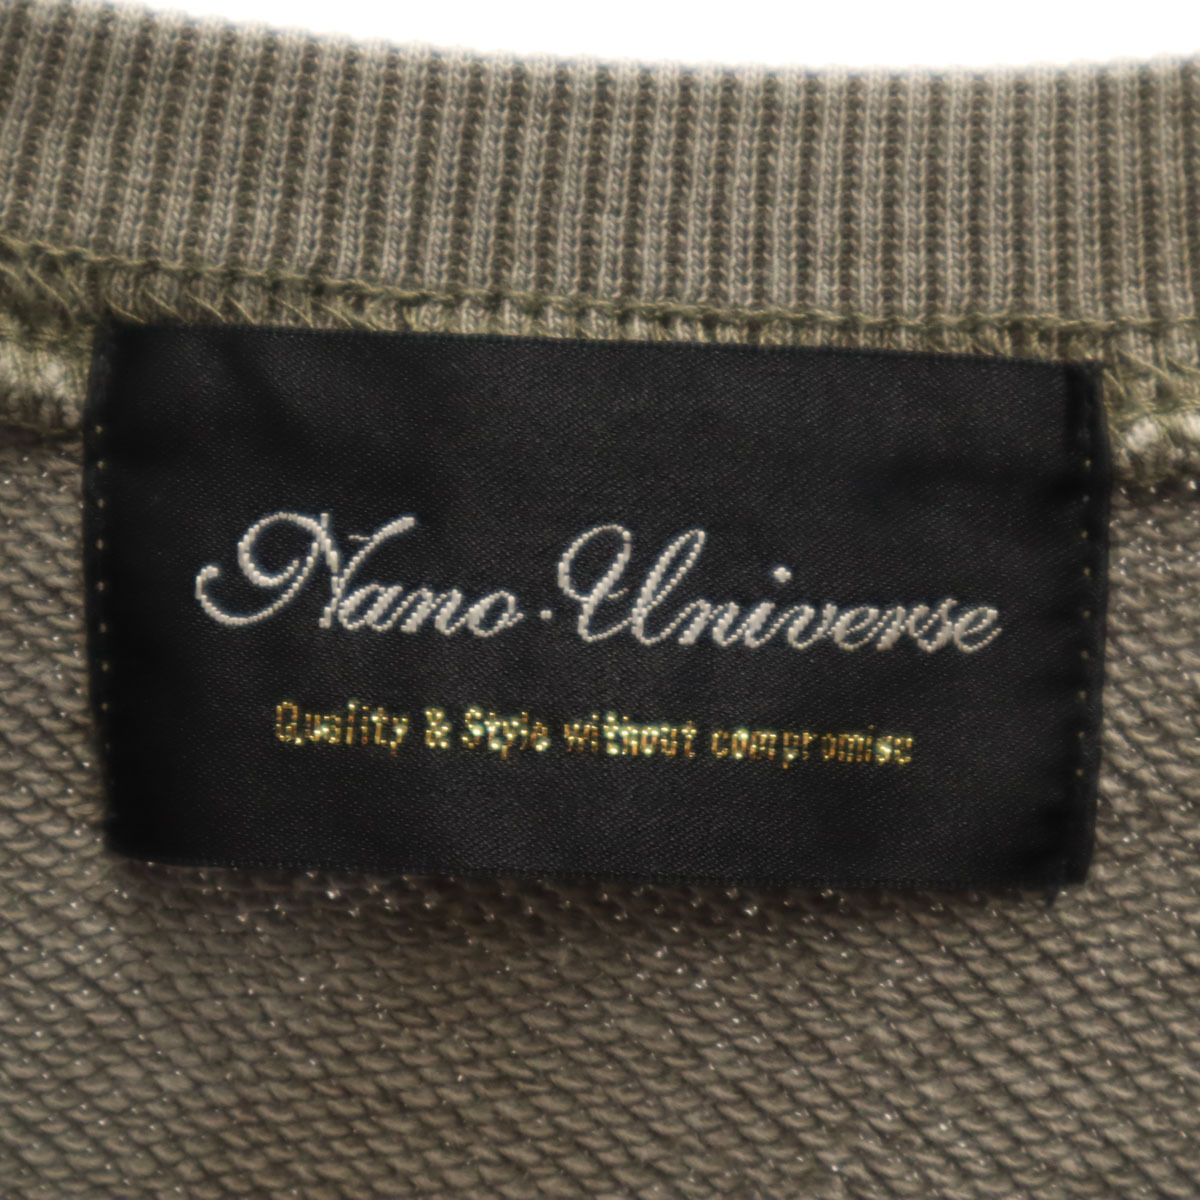 Nano·Universe
Quality & Style without compromise